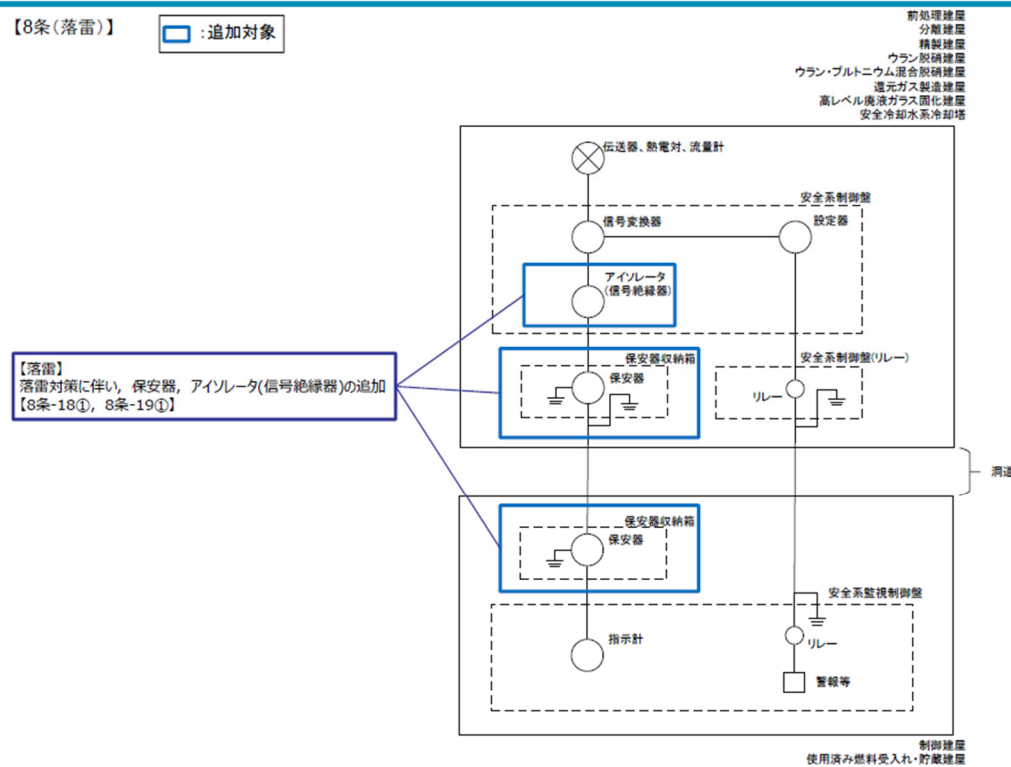 【8条(落雷)】
:追加対象
前処理建屋
分離建屋
精製建屋
ウラン脱硝建屋
ウラン・プルトニウム混合脱硝建屋
還元ガス製造建屋
高レベル廃液ガラス固化建屋
安全冷却水系冷却塔
伝送器、熱電対、流量計
安全系制御盤
信号変換器
設定器
アイソレータ
(信号絶縁器)
【落雷】
落雷対策に伴い，保安器，アイソレータ(信号絶縁器)の追加
【8条-18①，8条-19①】
保安器収納箱
保安器
安全系制御盤(リレー)
リレー
洞道
保安器収納箱
保安器
安全系監視制御盤
指示計
リレー
警報等
制御建屋
使用済み燃料受入れ・貯蔵建屋